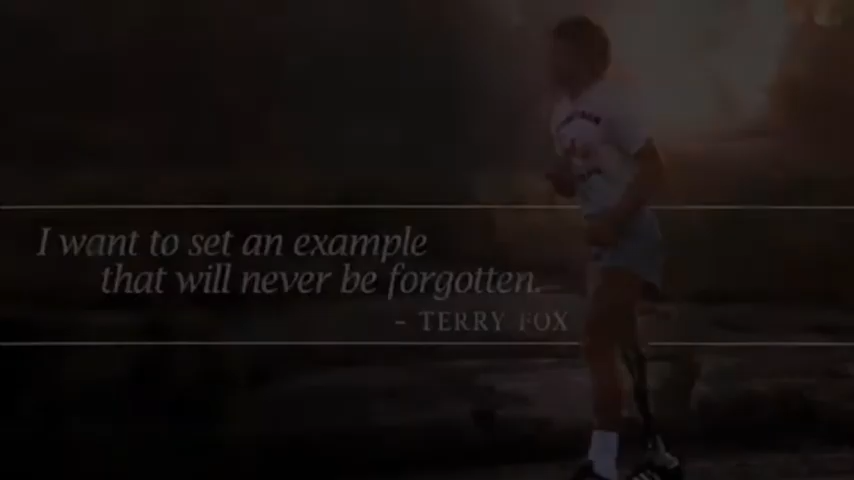 I want to set an example
that will never be forgotten.
- TERRY FOX